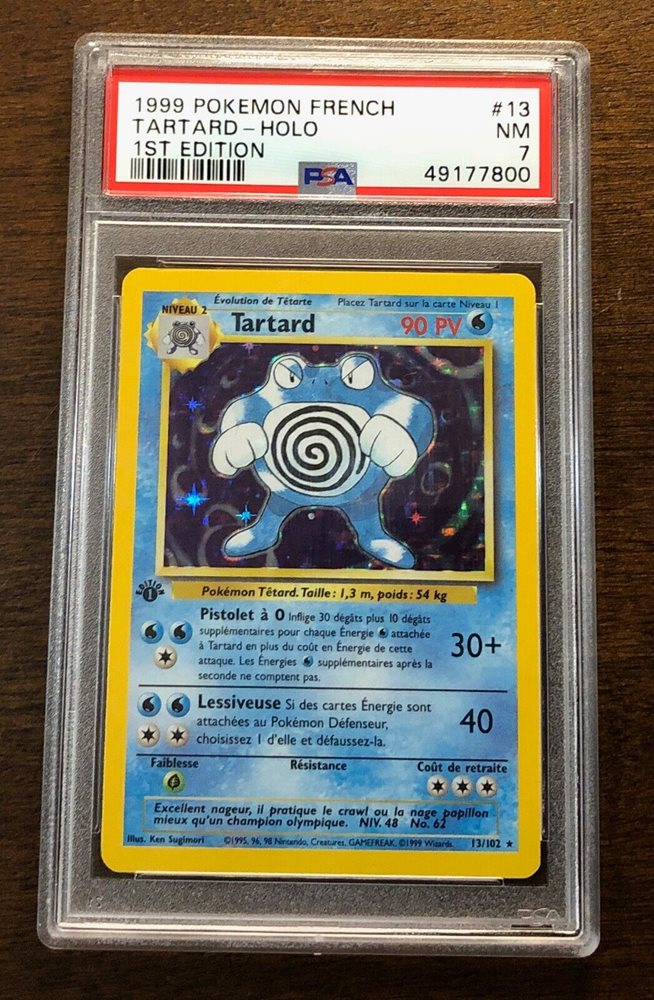 1999 POKEMON FRENCH #13
TARTARD-HOLO NM
1ST EDITION 7
PSA 49177800
Évolution de Têtarte Placez Tartard sur la carte Niveau 1
NIVEAU 2
Tartard 90 PV
EDITION 1
Pokémon Têtard. Taille: 1,3 m, poids: 54 kg
Pistolet à O Inflige 30 dégâts plus 10 dégâts
supplémentaires pour chaque Énergie attachée
à Tartard en plus du coût en Énergie de cette
attaque. Les Énergies supplémentaires après la
seconde ne comptent pas.
30+
Lessiveuse Si des cartes Énergie sont
attachées au Pokémon Défenseur,
choisissez 1 d'elle et défaussez-la.
40
Faiblesse Résistance Coût de retraite
Excellent nageur, il pratique le crawl ou la nage papillon
mieux qu'un champion olympique. NIV. 48 No. 62
Illus. Ken Sugimori ©1995, 96, 98 Nintendo, Creatures, GAMEFREAK. ©1999 Wizards. 13/102
PSA